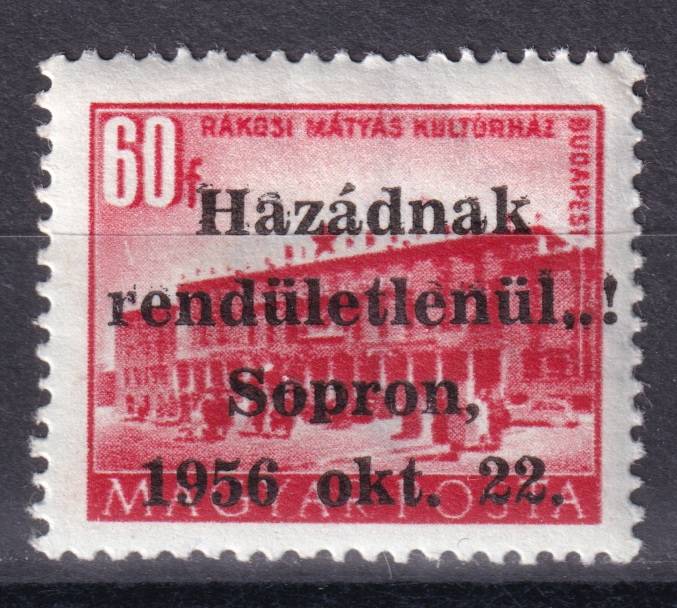 60f
RÁKOSI MÁTYÁS KULTÚRHÁZ
BUDAPEST
Hazádnak
rendületlenül,.!
Sopron,
1956 okt. 22.
MAGYAR POSTA